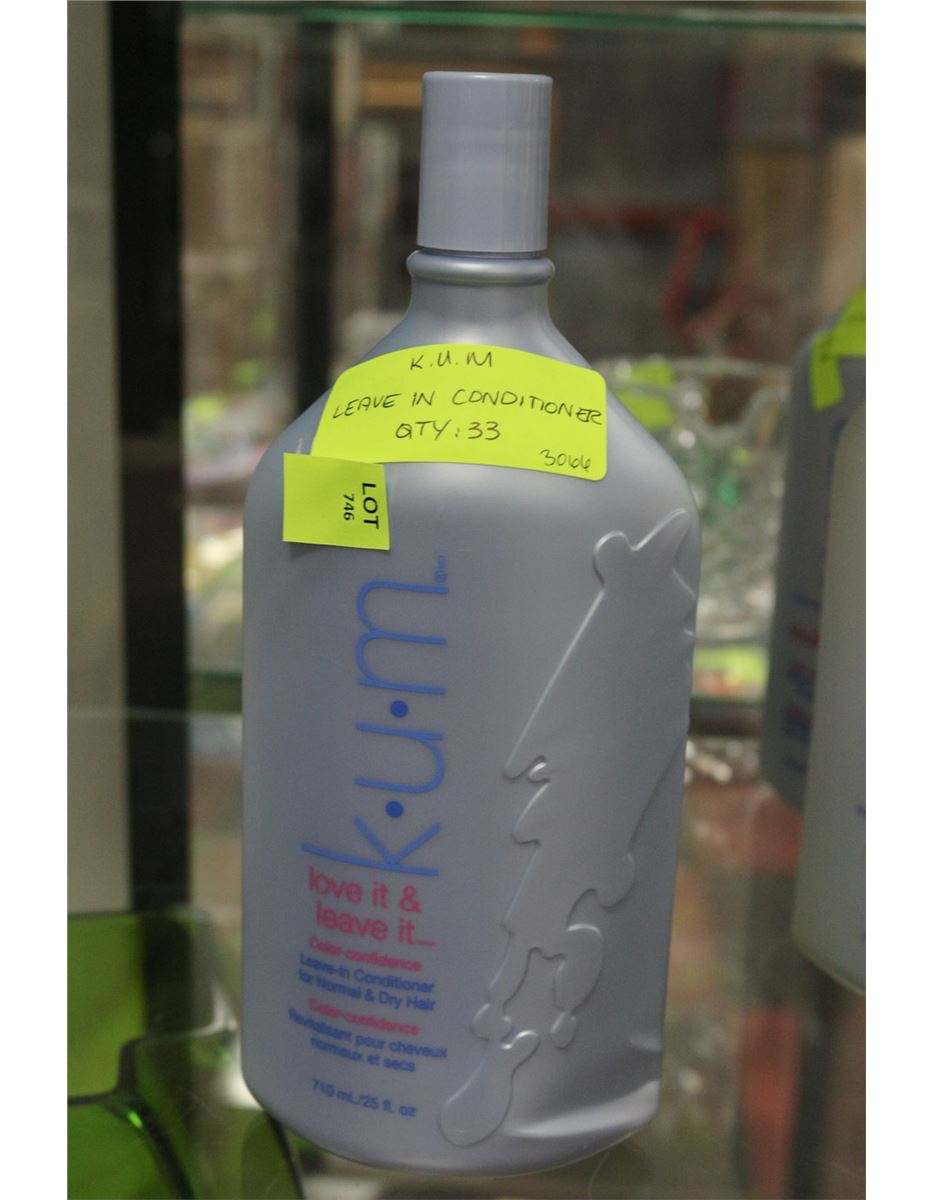 K.U.M
LEAVE IN CONDITIONER
QTY: 33
3066
LOT
746
k•u•m
love it &
leave it...
Color-confidence
Leave-in Conditioner
for Normal & Dry Hair
Color-confidence
Revitalisant pour cheveux
normaux et secs
710 mL/25 fl. oz